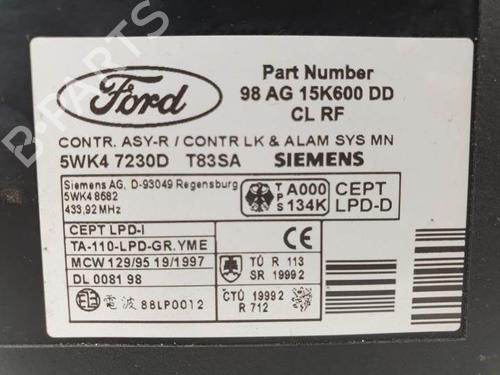 Ford
Part Number
98 AG 15K600 DD
CL RF
CONTR. ASY-R / CONTR LK & ALAM SYS MN
5WK4 7230D T83SA SIEMENS
Siemens AG, D-93049 Regensburg
5WK4 8682
433,92 MHz
T P S
A000
134K
CEPT
LPD-D
CEPT LPD-I
TA-110-LPD-GR.YME
MCW 129/95 19/1997
DL 0081 98
電波 88LP0012
CE
TÚ R 113
SR 1999 2
ČTÚ 1999 2
R 712
B-PARTS